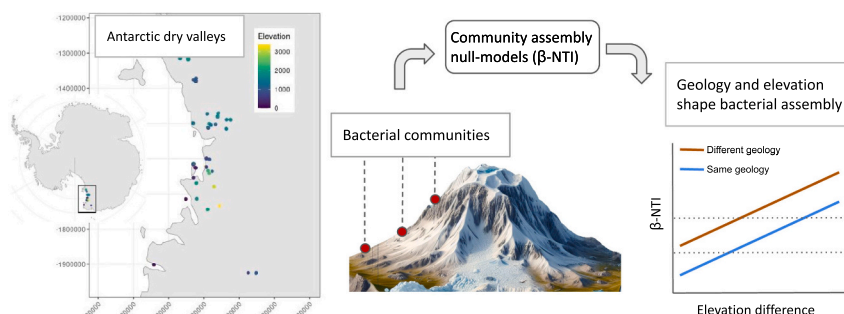 Antarctic dry valleys
Elevation
3000
2000
1000
0
-1200000
-1300000
-1400000
-1800000
-1900000
Bacterial communities
Community assembly
null-models (β-NTI)
Geology and elevation
shape bacterial assembly
Different geology
Same geology
β-NTI
Elevation difference